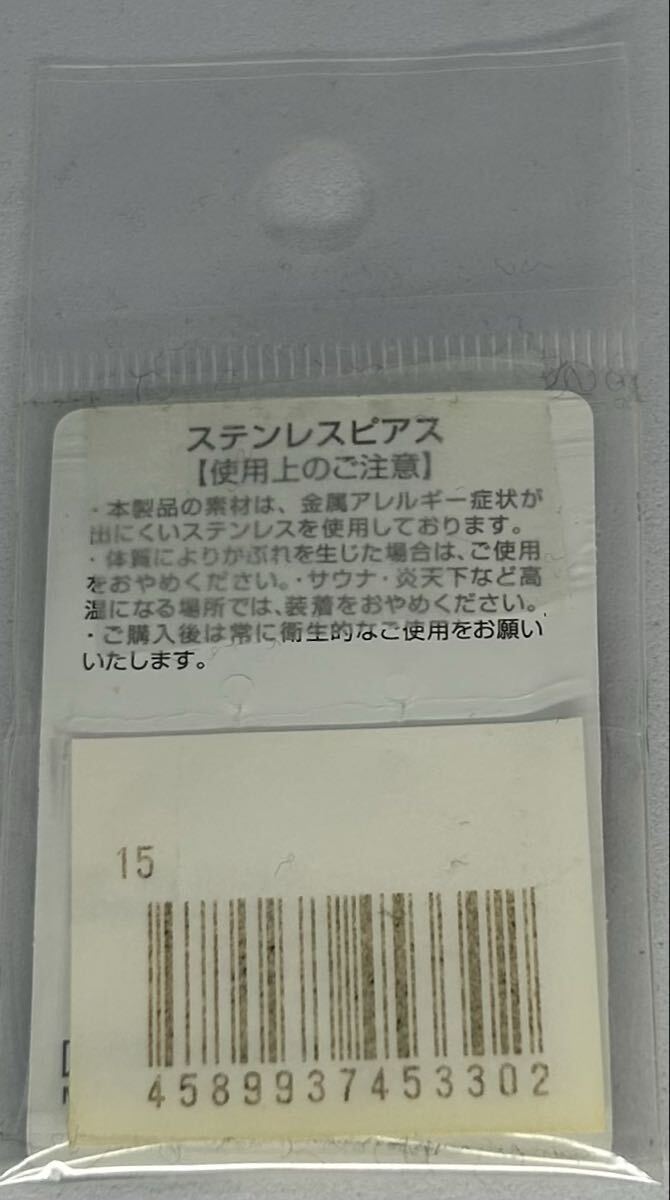 ステンレスピアス
【使用上のご注意】
・本製品の素材は、金属アレルギー症状が
出にくいステンレスを使用しております。
・体質によりかぶれを生じた場合は、ご使用
をおやめください。・サウナ・炎天下など高
温になる場所では、装着をおやめください。
・ご購入後は常に衛生的なご使用をお願い
いたします。
15
4589937453302